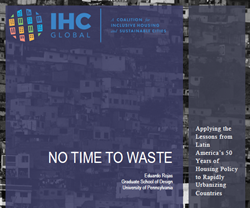 IHC
GLOBAL
A COALITION for
INCLUSIVE HOUSING
and SUSTAINABLE CITIES
NO TIME TO WASTE
Eduardo Rojas
Graduate School of Design
University of Pennsylvania
Applying the
Lessons from
Latin
America's 50
Years of
Housing Policy
to Rapidly
Urbanizing
Countries